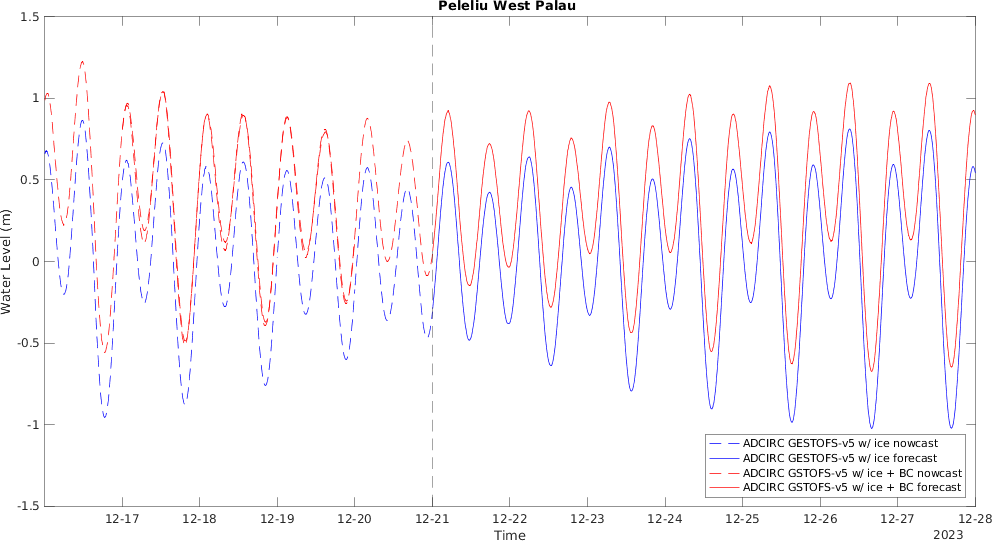 Peleliu West Palau
1.5
1
0.5
0
-0.5
-1
-1.5
Water Level (m)
ADCIRC GESTOFS-v5 w/ ice nowcast
ADCIRC GESTOFS-v5 w/ ice forecast
ADCIRC GSTOFS-v5 w/ ice + BC nowcast
ADCIRC GSTOFS-v5 w/ ice + BC forecast
12-17 12-18 12-19 12-20 12-21 12-22 12-23 12-24 12-25 12-26 12-27 12-28
Time
2023